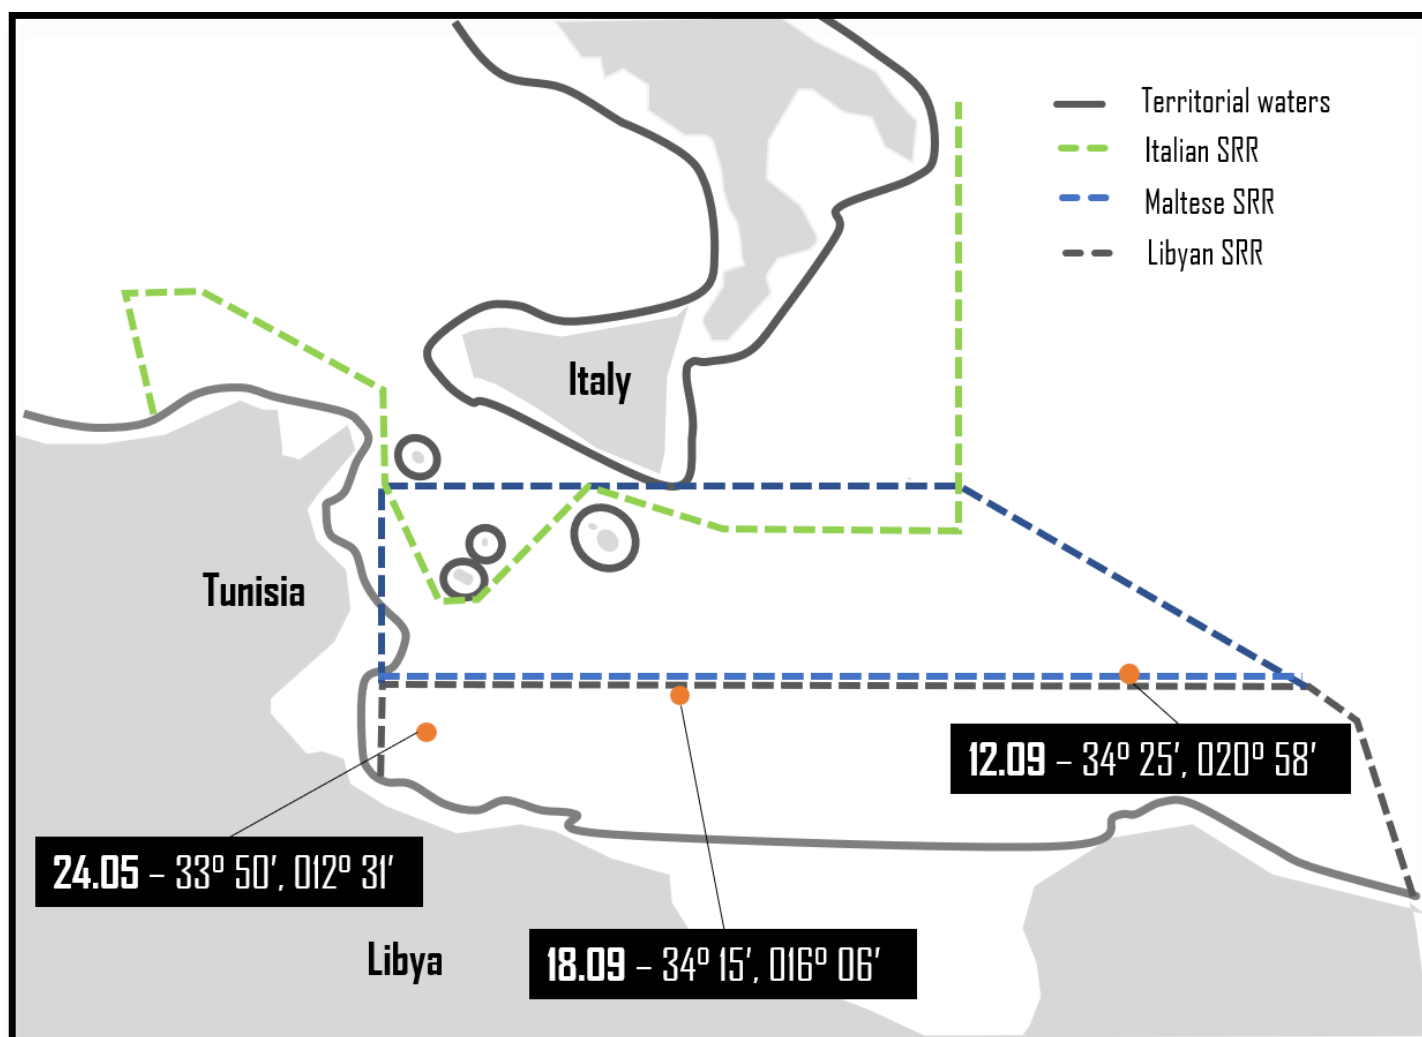 Territorial waters
Italian SRR
Maltese SRR
Libyan SRR
Italy
Tunisia
12.09 – 34º 25′, 020º 58′
24.05 – 33º 50′, 012º 31′
Libya
18.09 – 34º 15′, 016º 06′